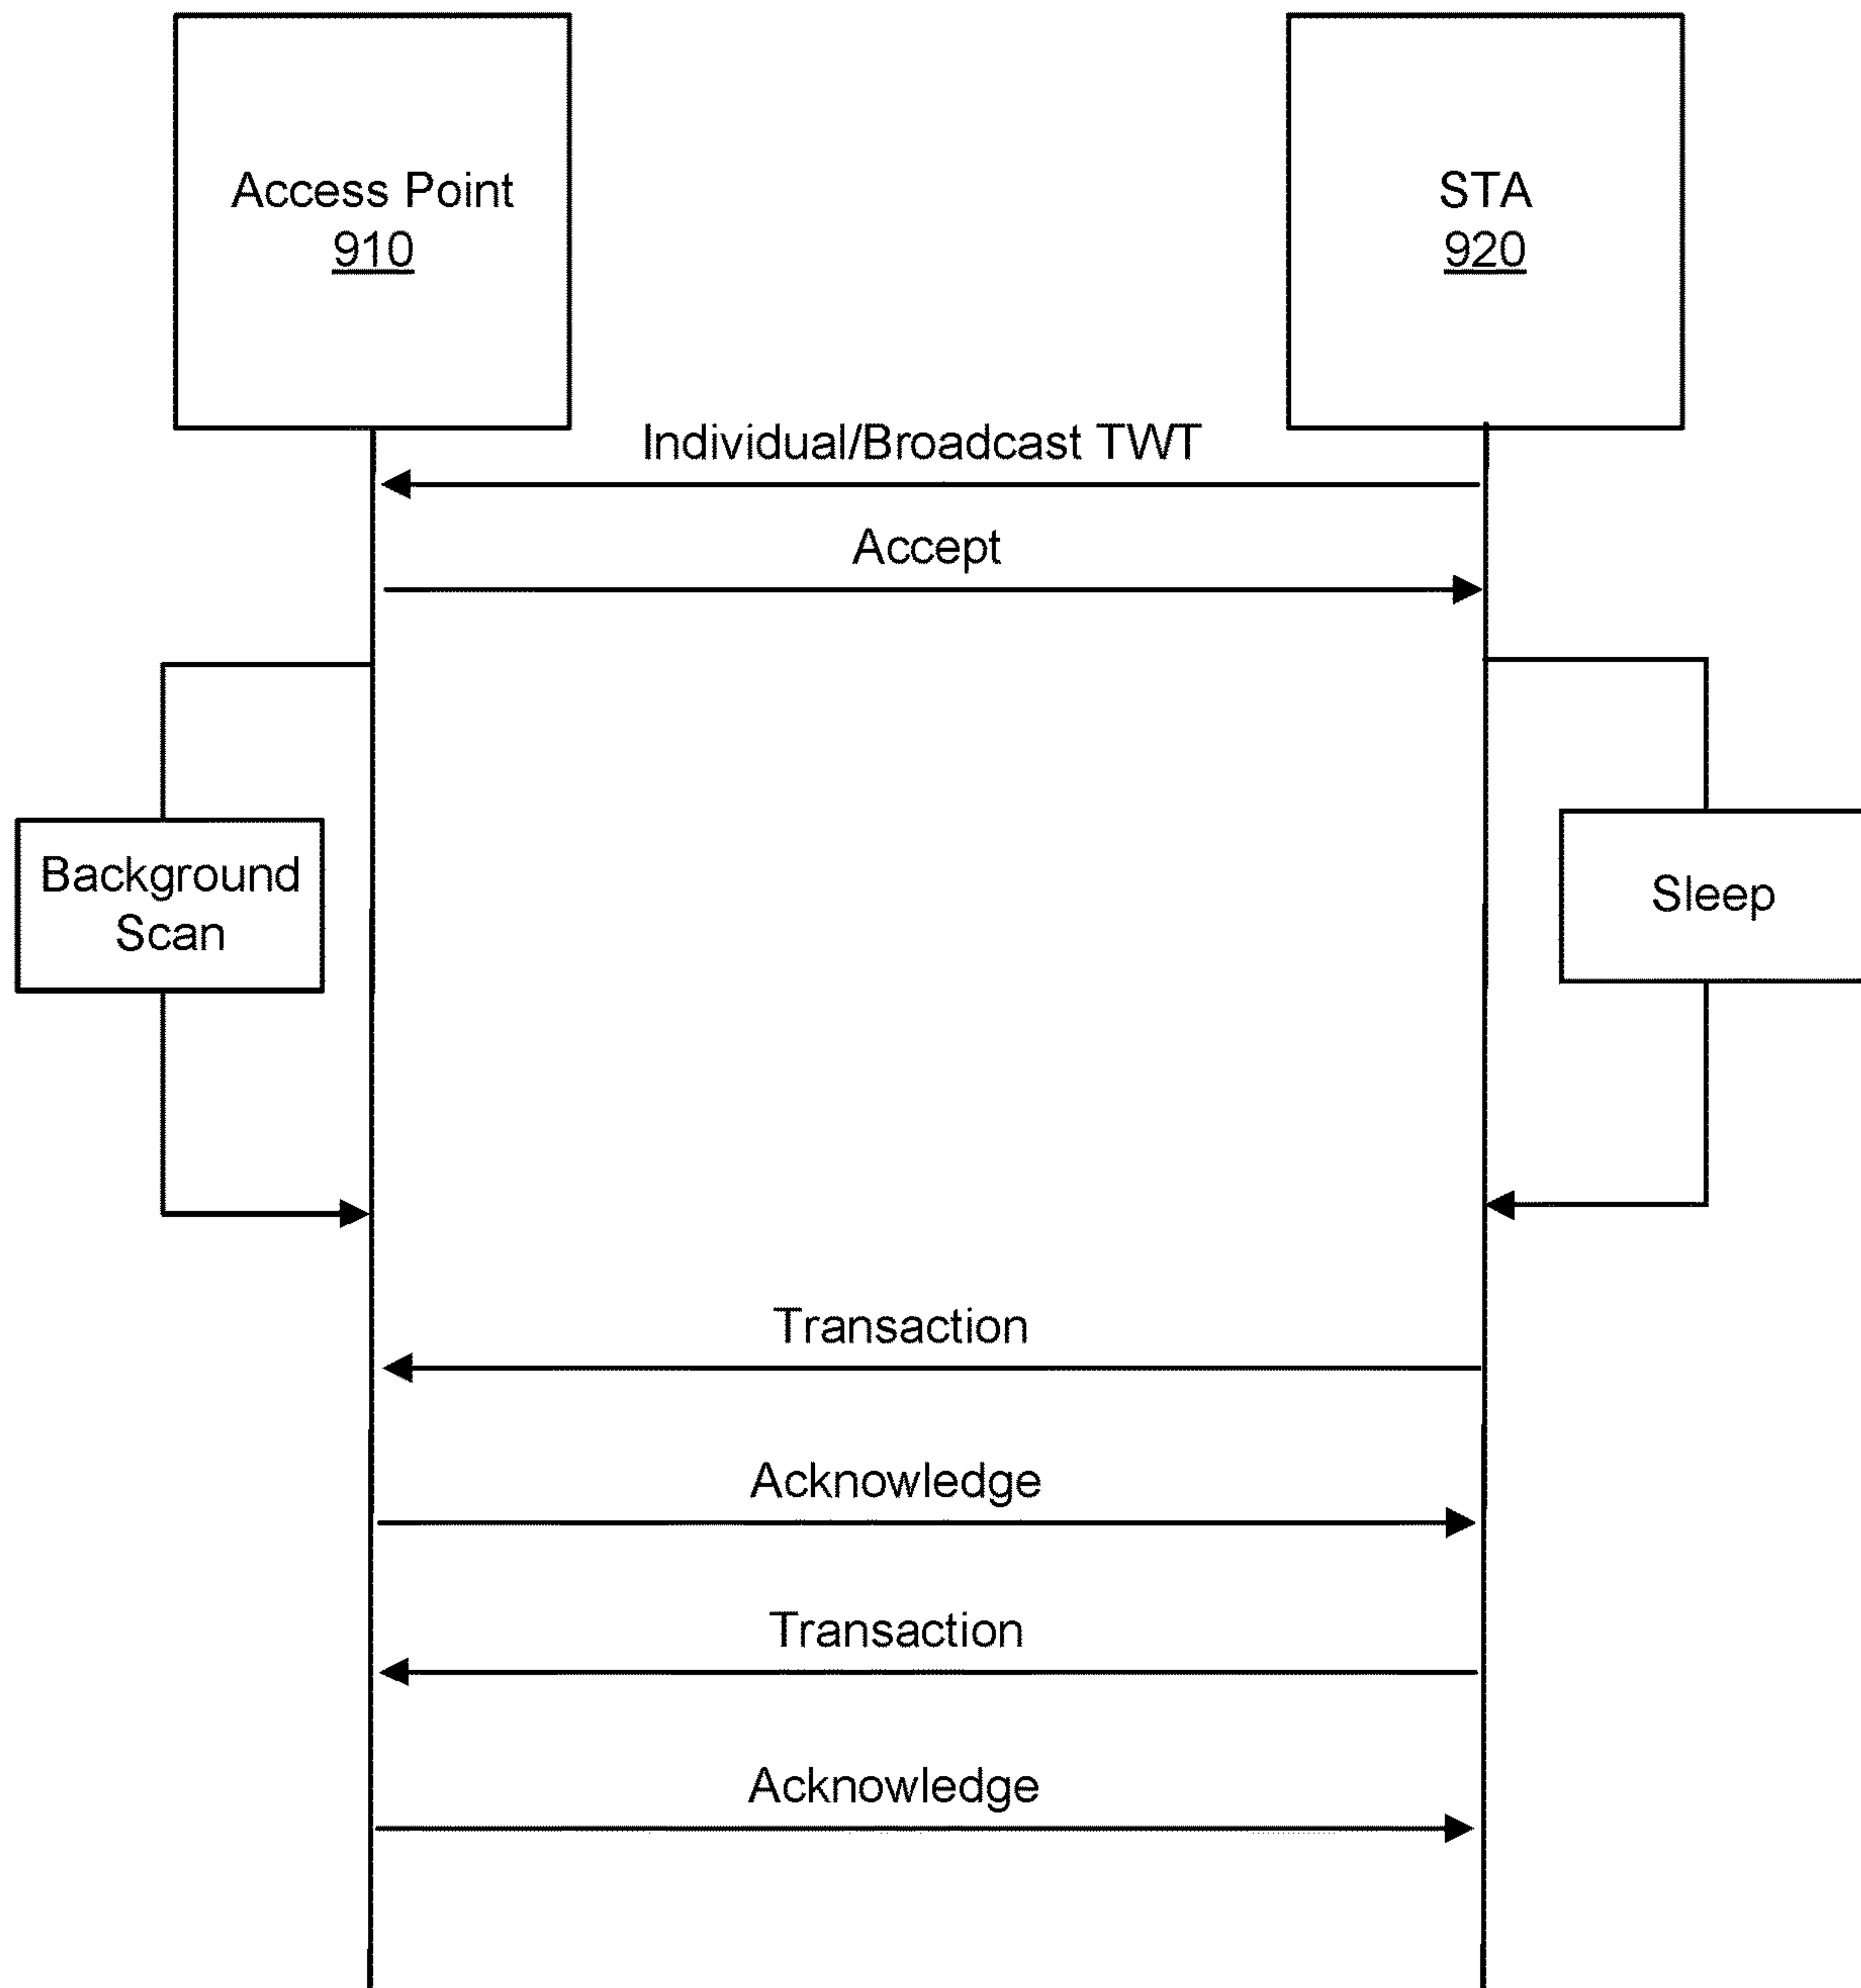 Access Point
910
STA
920
Individual/Broadcast TWT
Accept
Background
Scan
Sleep
Transaction
Acknowledge
Transaction
Acknowledge